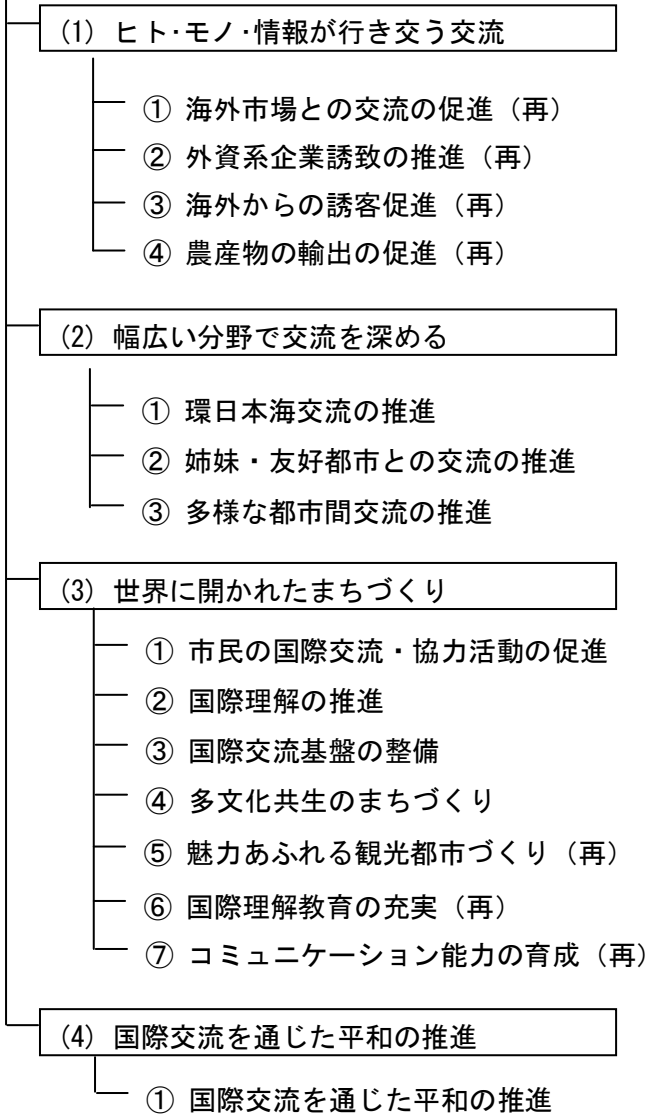 (1) ヒト・モノ・情報が行き交う交流
① 海外市場との交流の促進（再）
② 外資系企業誘致の推進（再）
③ 海外からの誘客促進（再）
④ 農産物の輸出の促進（再）
(2) 幅広い分野で交流を深める
① 環日本海交流の推進
② 姉妹・友好都市との交流の推進
③ 多様な都市間交流の推進
(3) 世界に開かれたまちづくり
① 市民の国際交流・協力活動の促進
② 国際理解の推進
③ 国際交流基盤の整備
④ 多文化共生のまちづくり
⑤ 魅力あふれる観光都市づくり（再）
⑥ 国際理解教育の充実（再）
⑦ コミュニケーション能力の育成（再）
(4) 国際交流を通じた平和の推進
① 国際交流を通じた平和の推進